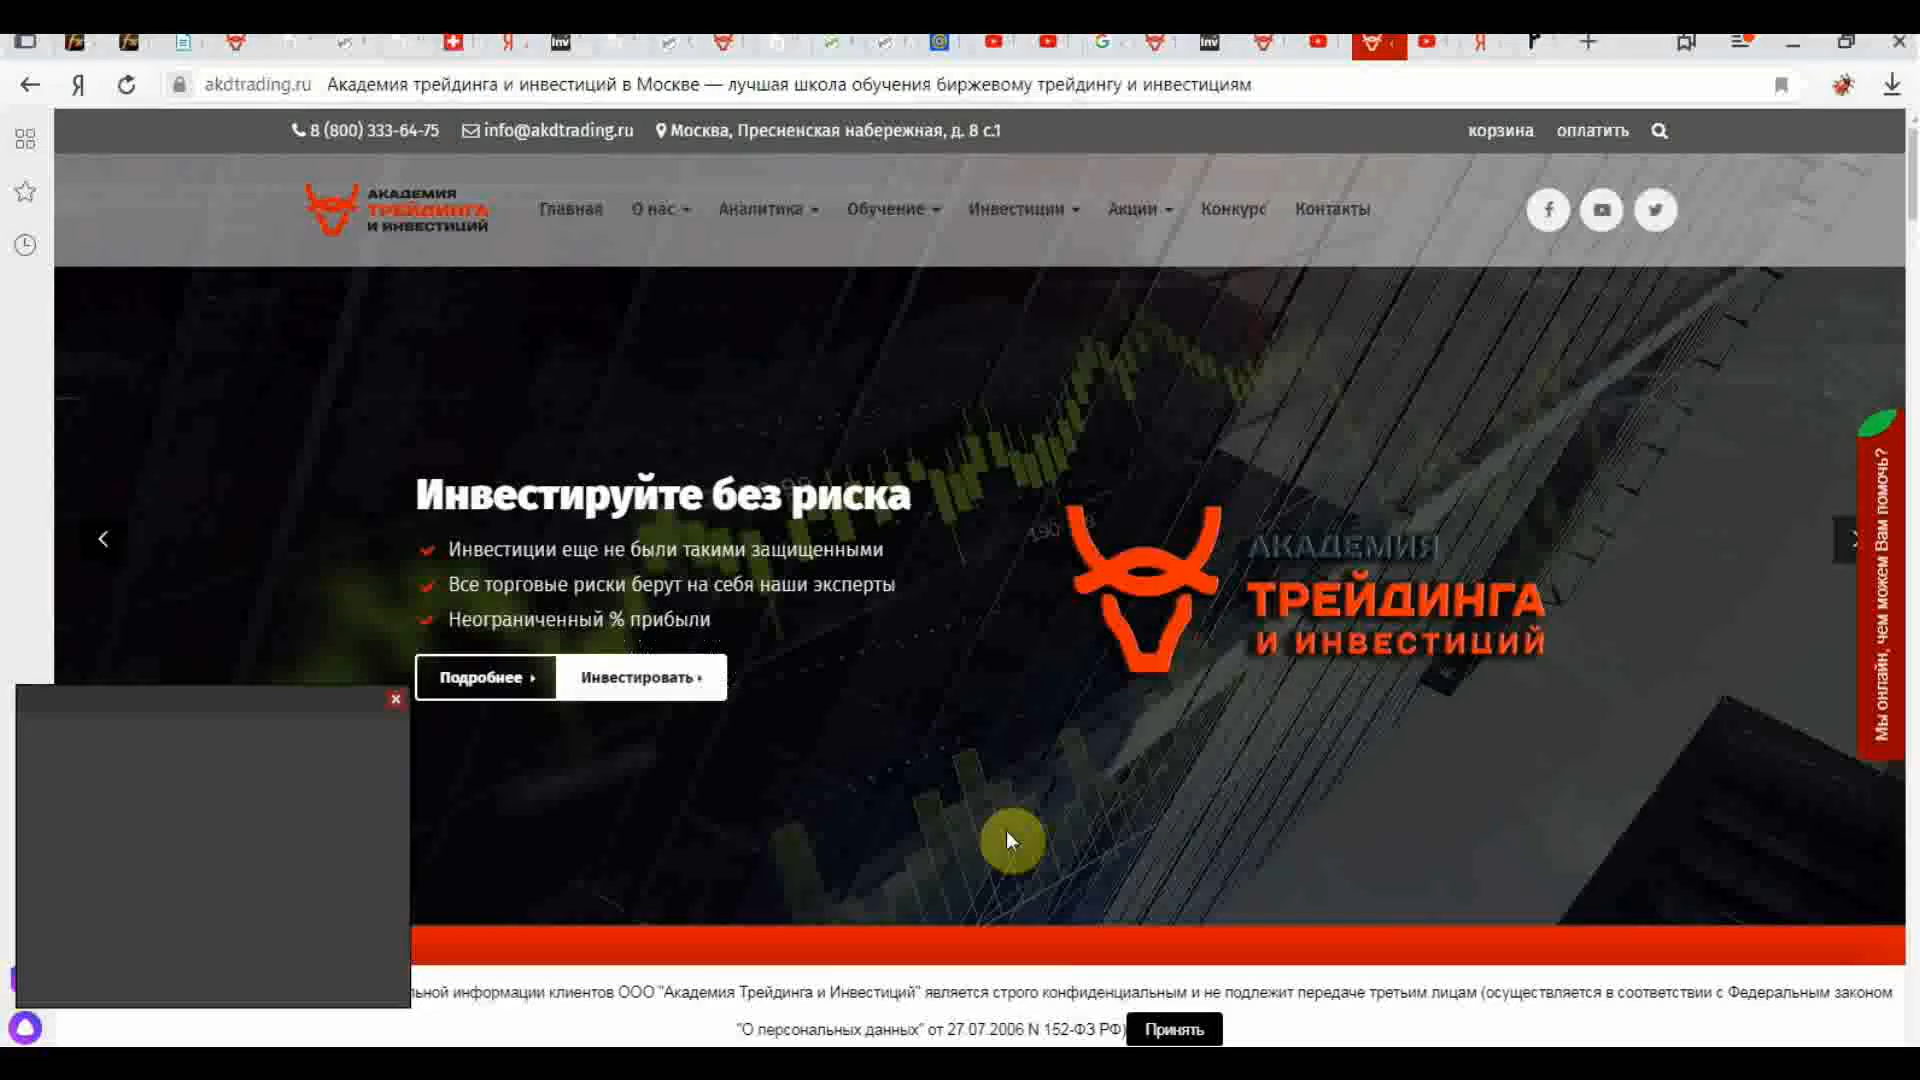 akdtrading.ru Академия трейдинга и инвестиций в Москве — лучшая школа обучения биржевому трейдингу и инвестициям
8 (800) 333-64-75 info@akdtrading.ru Москва, Пресненская набережная, д. 8 с.1 корзина оплатить
АКАДЕМИЯ
ТРЕЙДИНГА
И ИНВЕСТИЦИЙ
Главная О нас Аналитика Обучение Инвестиции Акции Конкурс Контакты
Инвестируйте без риска
Инвестиции еще не были такими защищенными
Все торговые риски берут на себя наши эксперты
Неограниченный % прибыли
Подробнее Инвестировать
АКАДЕМИЯ
ТРЕЙДИНГА
И ИНВЕСТИЦИЙ
Мы онлайн, чем можем Вам помочь?
информации клиентов ООО "Академия Трейдинга и Инвестиций" является строго конфиденциальным и не подлежит передаче третьим лицам (осуществляется в соответствии с Федеральным законом
"О персональных данных" от 27.07.2006 N 152-ФЗ РФ) Принять